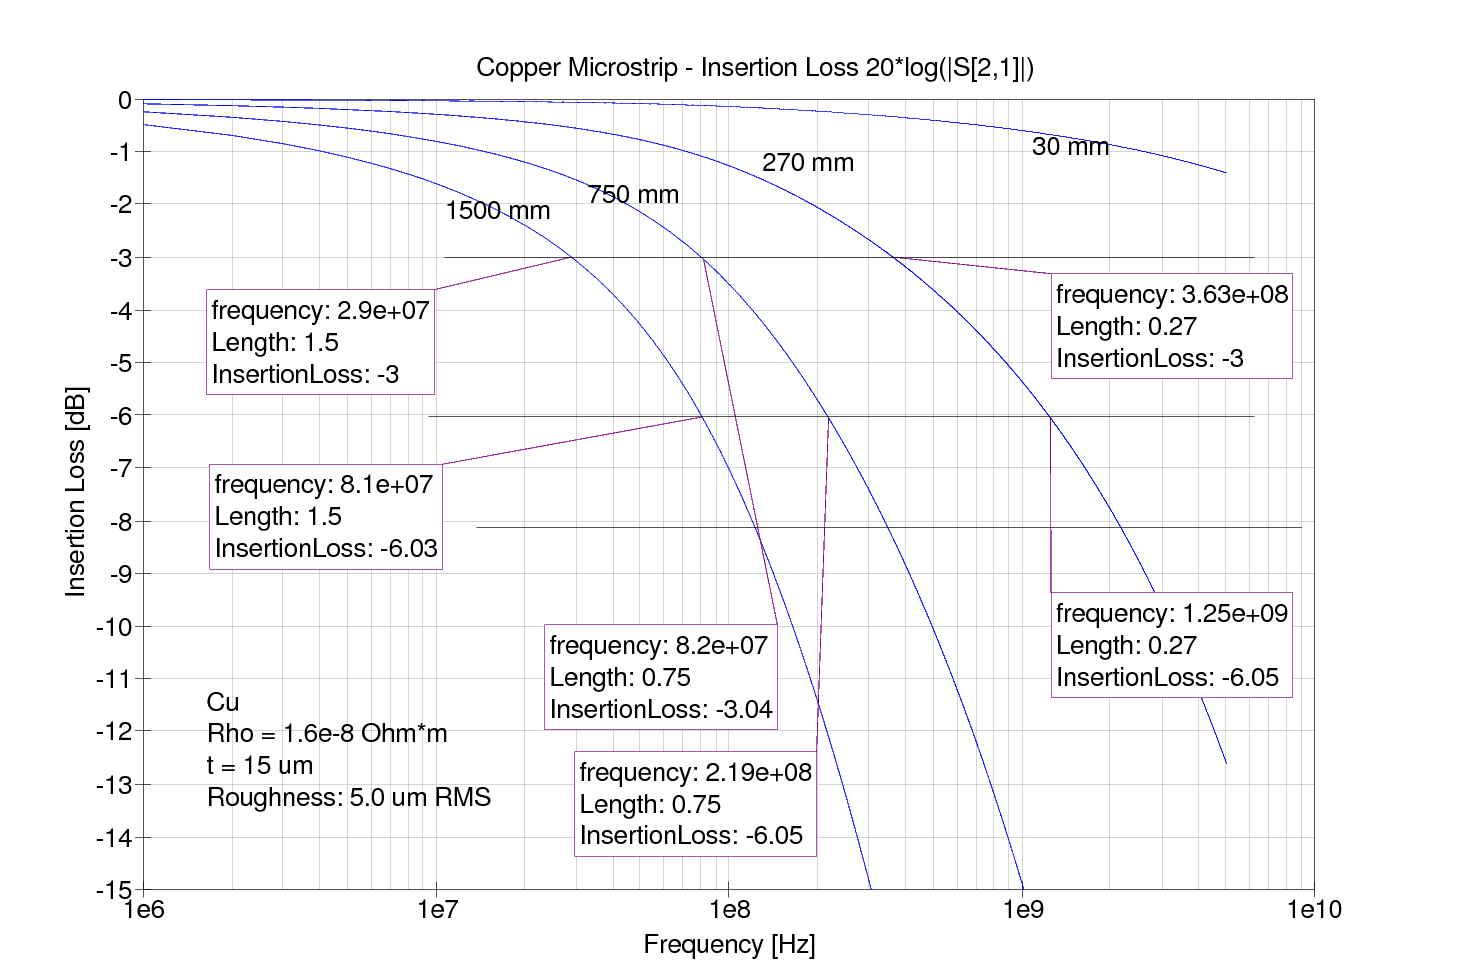 Copper Microstrip - Insertion Loss 20*log(|S[2,1]|)
0
-1
-2
-3
-4
-5
-6
-7
-8
-9
-10
-11
-12
-13
-14
-15
Insertion Loss [dB]
30 mm
270 mm
750 mm
1500 mm
frequency: 2.9e+07
Length: 1.5
InsertionLoss: -3
frequency: 3.63e+08
Length: 0.27
InsertionLoss: -3
frequency: 8.1e+07
Length: 1.5
InsertionLoss: -6.03
frequency: 1.25e+09
Length: 0.27
InsertionLoss: -6.05
frequency: 8.2e+07
Length: 0.75
InsertionLoss: -3.04
frequency: 2.19e+08
Length: 0.75
InsertionLoss: -6.05
Cu
Rho = 1.6e-8 Ohm*m
t = 15 um
Roughness: 5.0 um RMS
1e6 1e7 1e8 1e9 1e10
Frequency [Hz]